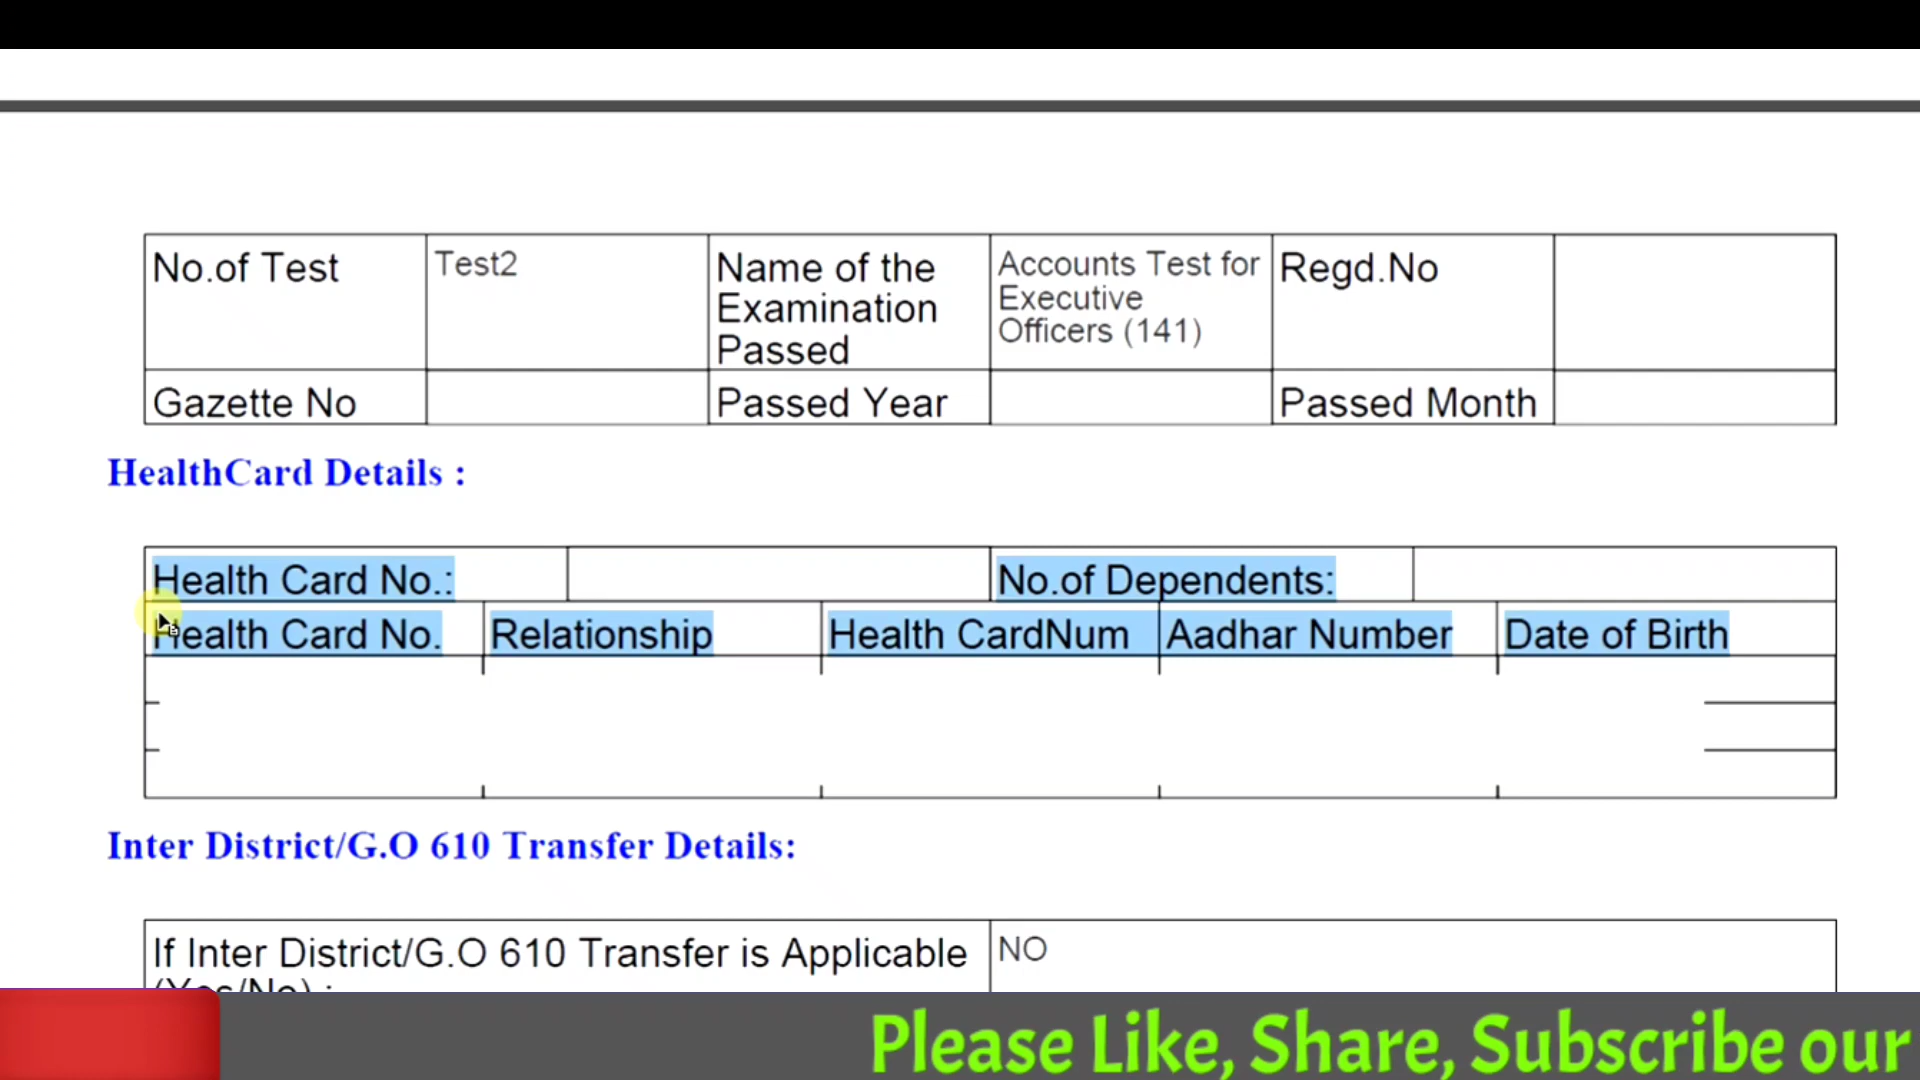 No.of Test Test2 Name of the Examination Passed Accounts Test for Executive Officers (141) Regd.No
Gazette No Passed Year Passed Month
HealthCard Details :
Health Card No.: No.of Dependents:
Health Card No. Relationship Health CardNum Aadhar Number Date of Birth
Inter District/G.O 610 Transfer Details:
If Inter District/G.O 610 Transfer is Applicable NO
(Yes/No) :
Please Like, Share, Subscribe our